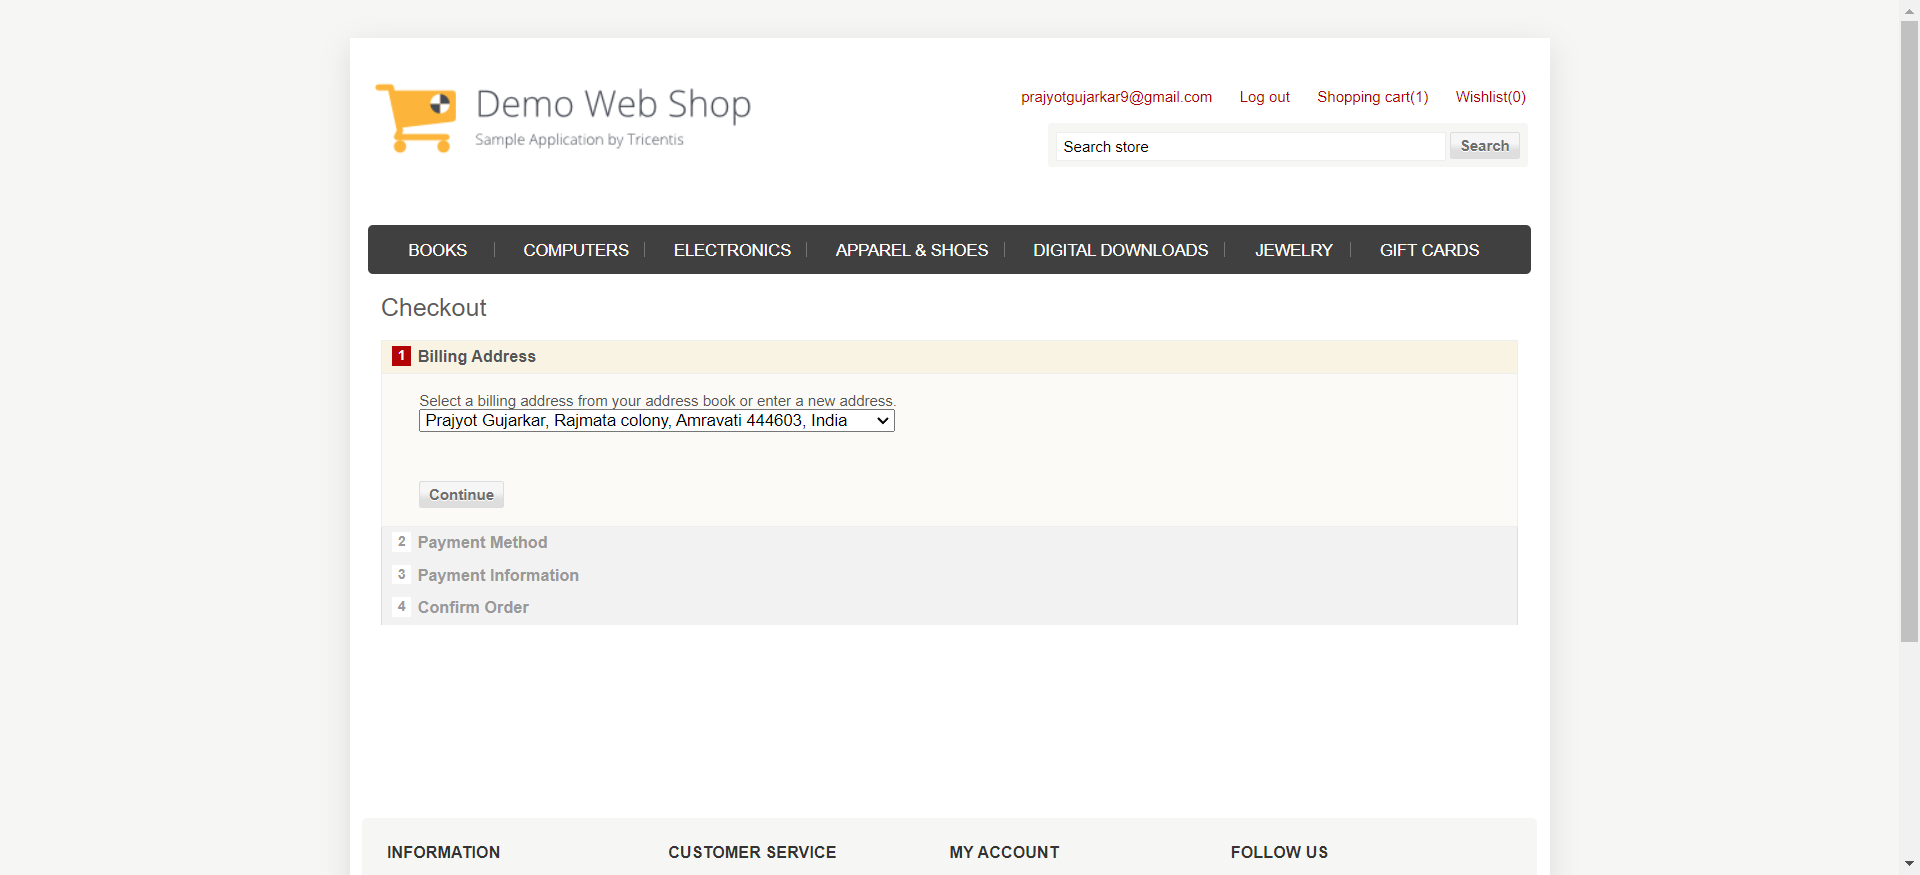 Demo Web Shop
Sample Application by Tricentis
prajyotgujarkar9@gmail.com Log out Shopping cart(1) Wishlist(0)
Search store Search
BOOKS COMPUTERS ELECTRONICS APPAREL & SHOES DIGITAL DOWNLOADS JEWELRY GIFT CARDS
Checkout
1 Billing Address
Select a billing address from your address book or enter a new address.
Prajyot Gujarkar, Rajmata colony, Amravati 444603, India
Continue
2 Payment Method
3 Payment Information
4 Confirm Order
INFORMATION CUSTOMER SERVICE MY ACCOUNT FOLLOW US